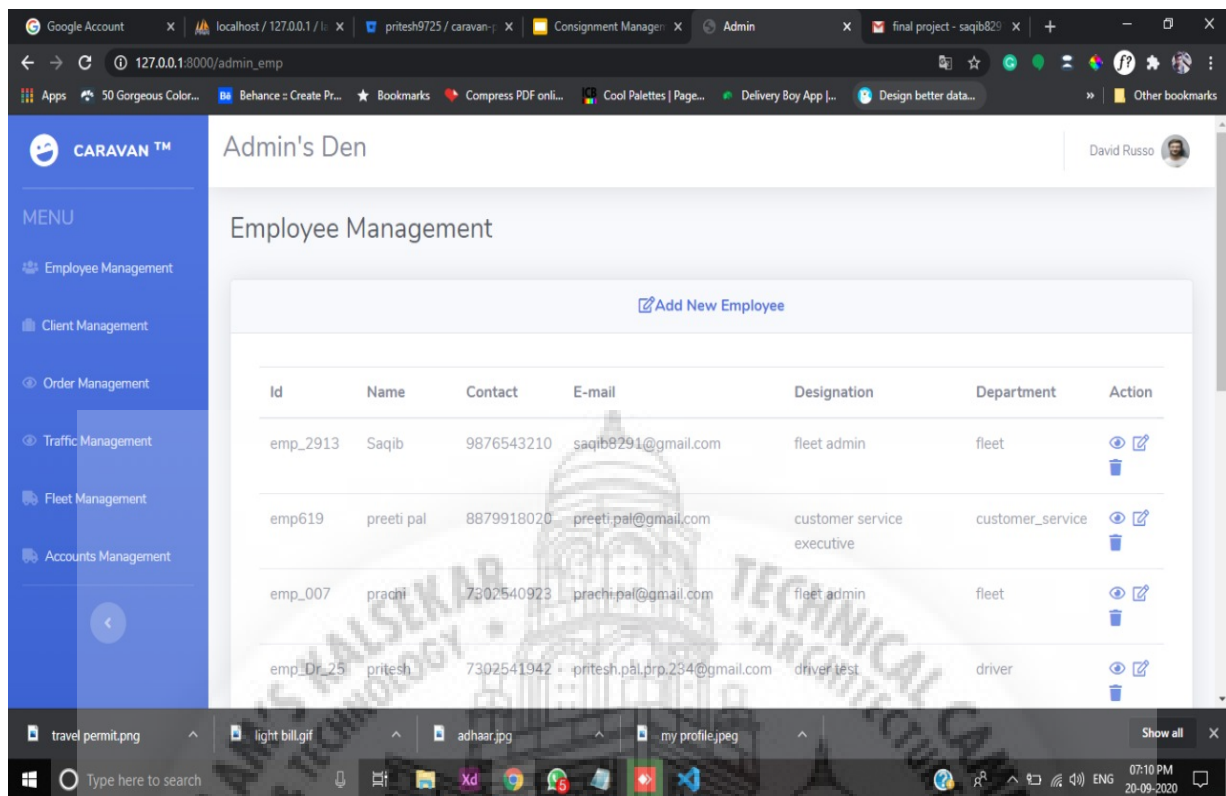 Google Account
localhost / 127.0.0.1 / la
pritesh9725 / caravan-p
Consignment Managem
Admin
final project - saqib829
127.0.0.1:8000/admin_emp
Apps
50 Gorgeous Color...
Behance :: Create Pr...
Bookmarks
Compress PDF onli...
Cool Palettes | Page...
Delivery Boy App |...
Design better data...
»
Other bookmarks
CARAVAN ™
Admin's Den
David Russo
MENU
Employee Management
Client Management
Order Management
Traffic Management
Fleet Management
Accounts Management
Employee Management
Add New Employee
Id Name Contact E-mail Designation Department Action
emp_2913 Saqib 9876543210 saqib8291@gmail.com fleet admin fleet
emp619 preeti pal 8879918020 preeti.pal@gmail.com customer service customer_service
executive
emp_007 prachi 7302540923 prachi.pal@gmail.com fleet admin fleet
emp_Dr_25 pritesh 7302541942 pritesh.pal.prp.234@gmail.com driver test driver
travel permit.png
light bill.gif
adhaar.jpg
my profile.jpeg
Show all
Type here to search
ENG
07:10 PM
20-09-2020